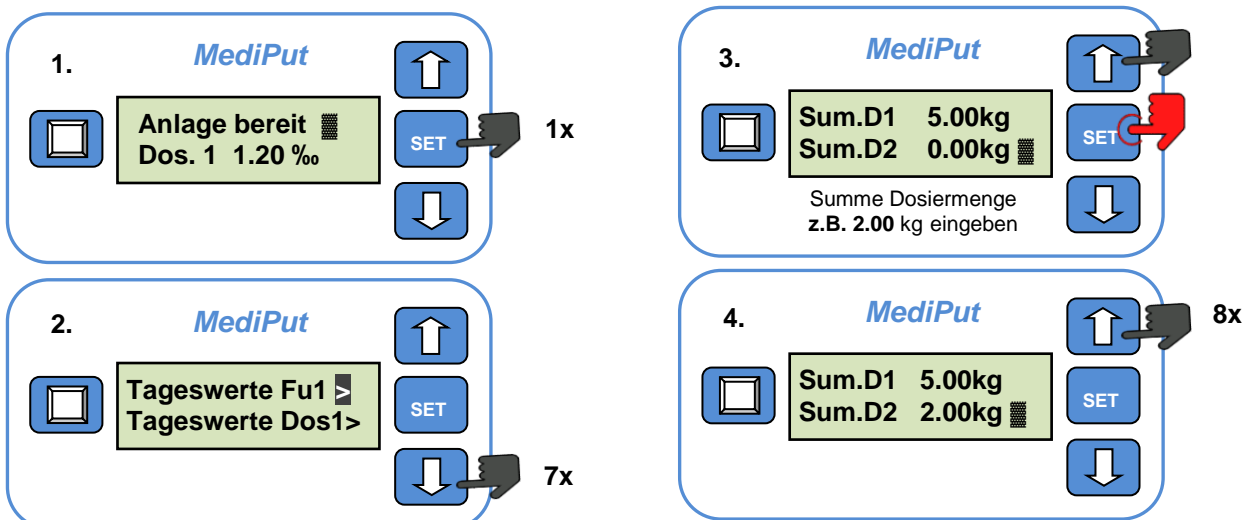 1.
MediPut
Anlage bereit ▓
Dos. 1 1.20 ‰
SET
1x
2.
MediPut
Tageswerte Fu1 >
Tageswerte Dos1>
SET
7x
3.
MediPut
Sum.D1 5.00kg
Sum.D2 0.00kg ▓
SET
Summe Dosiermenge
z.B. 2.00 kg eingeben
4.
MediPut
Sum.D1 5.00kg
Sum.D2 2.00kg ▓
SET
8x